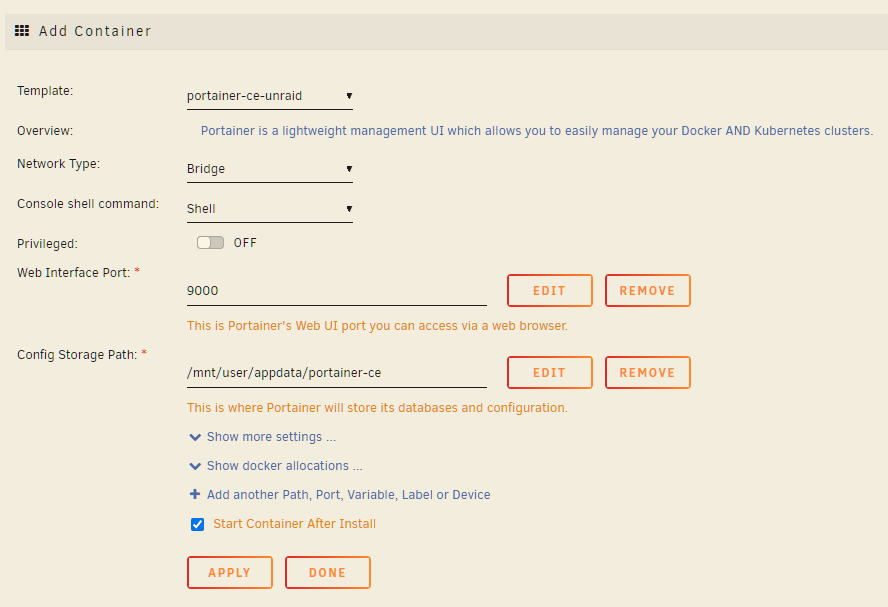 Add Container
Template:
portainer-ce-unraid
Overview:
Portainer is a lightweight management UI which allows you to easily manage your Docker AND Kubernetes clusters.
Network Type:
Bridge
Console shell command:
Shell
Privileged:
OFF
Web Interface Port: *
9000
EDIT
REMOVE
This is Portainer's Web UI port you can access via a web browser.
Config Storage Path: *
/mnt/user/appdata/portainer-ce
EDIT
REMOVE
This is where Portainer will store its databases and configuration.
Show more settings ...
Show docker allocations ...
Add another Path, Port, Variable, Label or Device
Start Container After Install
APPLY
DONE